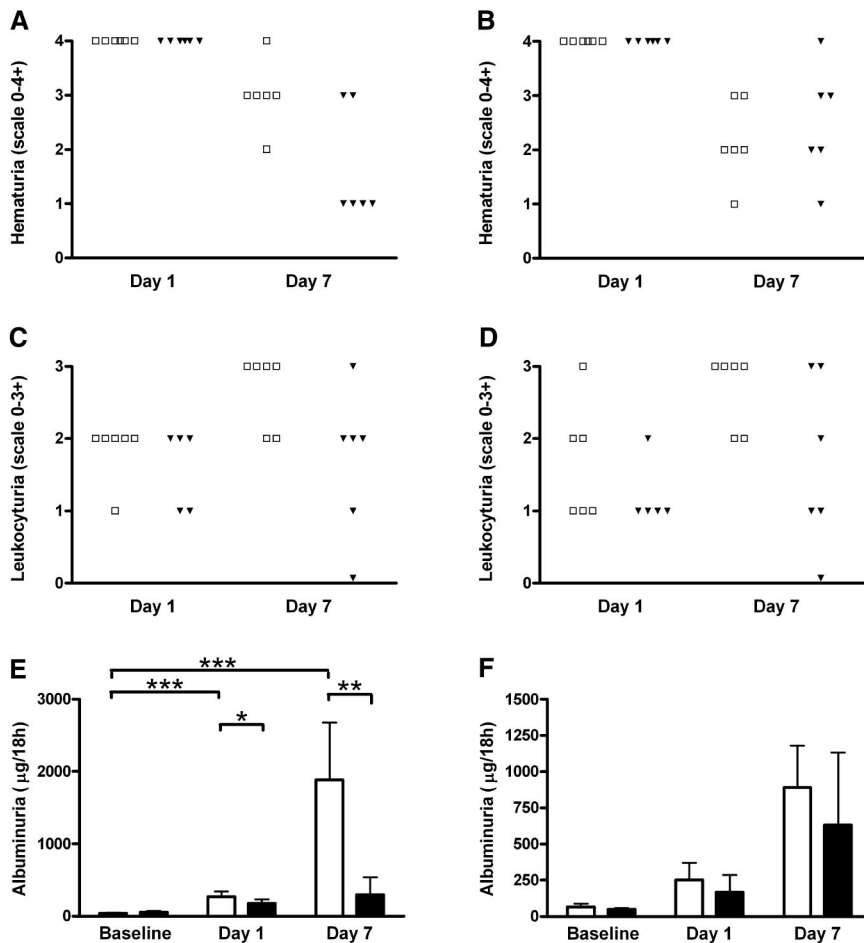 A
Hematuria (scale 0-4+)
4
3
2
1
0
Day 1 Day 7
B
Hematuria (scale 0-4+)
4
3
2
1
0
Day 1 Day 7
C
Leukocyturia (scale 0-3+)
3
2
1
0
Day 1 Day 7
D
Leukocyturia (scale 0-3+)
3
2
1
0
Day 1 Day 7
E
Albuminuria ( μg/18h)
3000
2000
1000
0
***
***
*
**
Baseline Day 1 Day 7
F
Albuminuria ( μg/18h)
1500
1250
1000
750
500
250
0
Baseline Day 1 Day 7